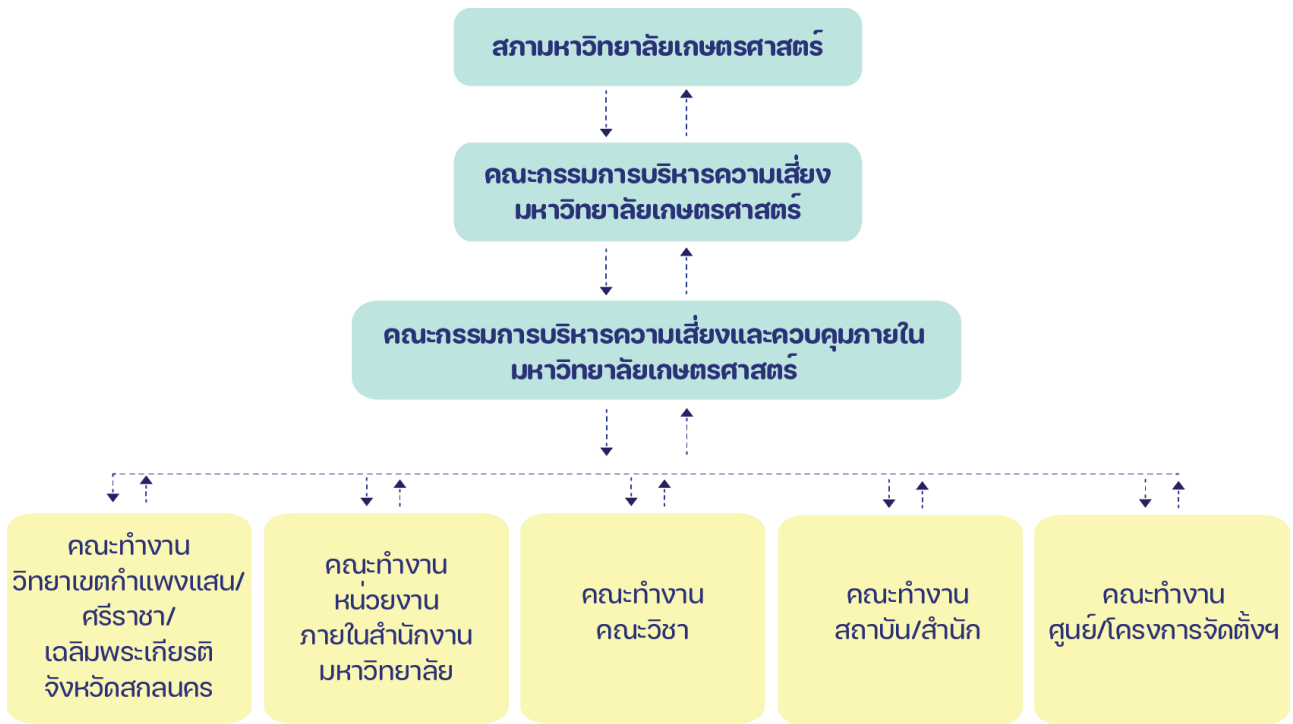 สภามหาวิทยาลัยเกษตรศาสตร์
คณะกรรมการบริหารความเสี่ยง
มหาวิทยาลัยเกษตรศาสตร์
คณะกรรมการบริหารความเสี่ยงและควบคุมภายใน
มหาวิทยาลัยเกษตรศาสตร์
คณะทำงาน
วิทยาเขตกำแพงแสน/
ศรีราชา/
เฉลิมพระเกียรติ
จังหวัดสกลนคร
คณะทำงาน
หน่วยงาน
ภายในสำนักงาน
มหาวิทยาลัย
คณะทำงาน
คณะวิชา
คณะทำงาน
สถาบัน/สำนัก
คณะทำงาน
ศูนย์/โครงการจัดตั้งฯ